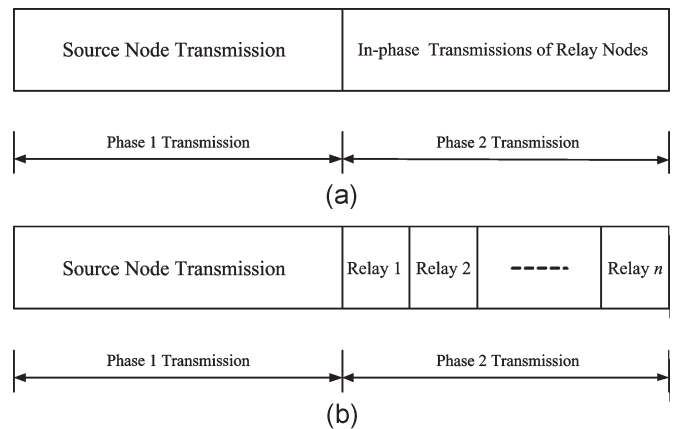 Source Node Transmission
In-phase Transmissions of Relay Nodes
Phase 1 Transmission
Phase 2 Transmission
(a)
Source Node Transmission
Relay 1
Relay 2
Relay n
Phase 1 Transmission
Phase 2 Transmission
(b)